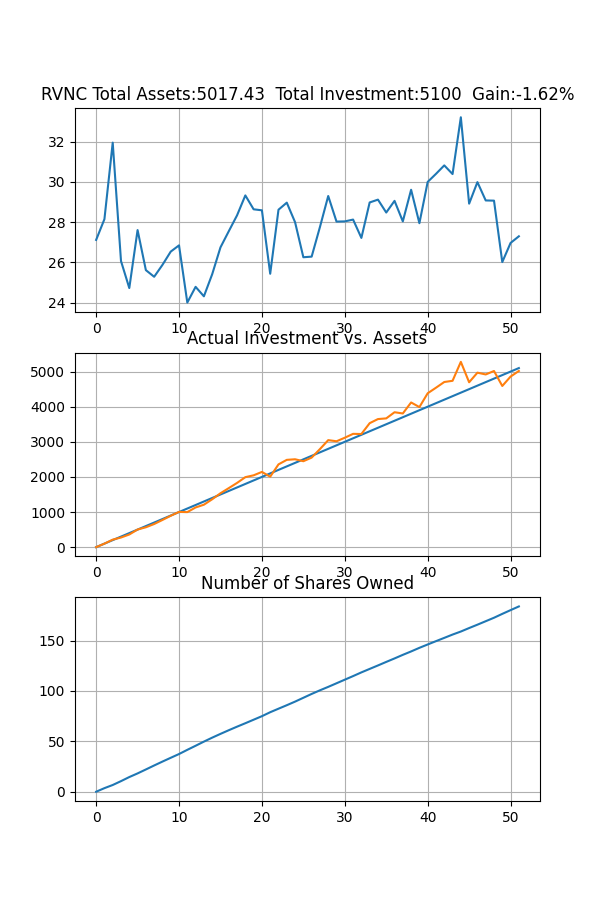 RVNC Total Assets:5017.43  Total Investment:5100  Gain:-1.62%
32
30
28
26
24
0 10 20 30 40 50
Actual Investment vs. Assets
5000
4000
3000
2000
1000
0
0 10 20 30 40 50
Number of Shares Owned
150
100
50
0
0 10 20 30 40 50